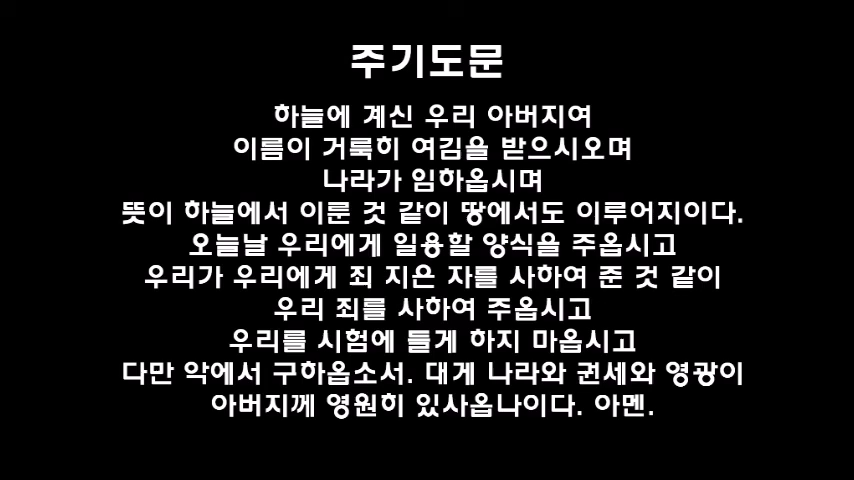 주기도문
하늘에 계신 우리 아버지여
이름이 거룩히 여김을 받으시오며
나라가 임하옵시며
뜻이 하늘에서 이룬 것 같이 땅에서도 이루어지이다.
오늘날 우리에게 일용할 양식을 주옵시고
우리가 우리에게 죄 지은 자를 사하여 준 것 같이
우리 죄를 사하여 주옵시고
우리를 시험에 들게 하지 마옵시고
다만 악에서 구하옵소서. 대게 나라와 권세와 영광이
아버지께 영원히 있사옵나이다. 아멘.